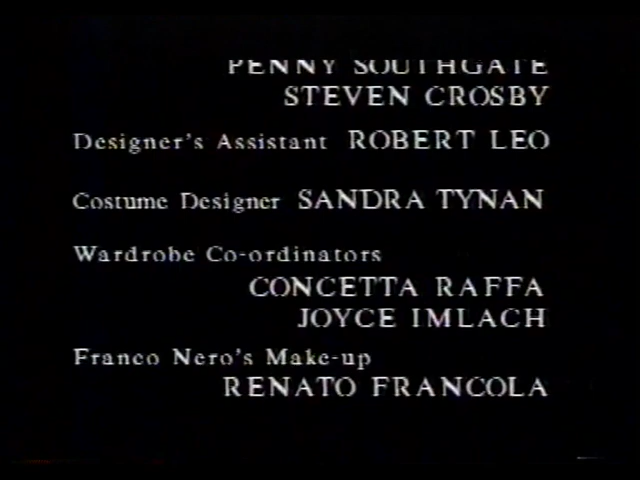 PENNY SOUTHGATE
STEVEN CROSBY
Designer's Assistant ROBERT LEO
Costume Designer SANDRA TYNAN
Wardrobe Co-ordinators
CONCETTA RAFFA
JOYCE IMLACH
Franco Nero's Make-up
RENATO FRANCOLA